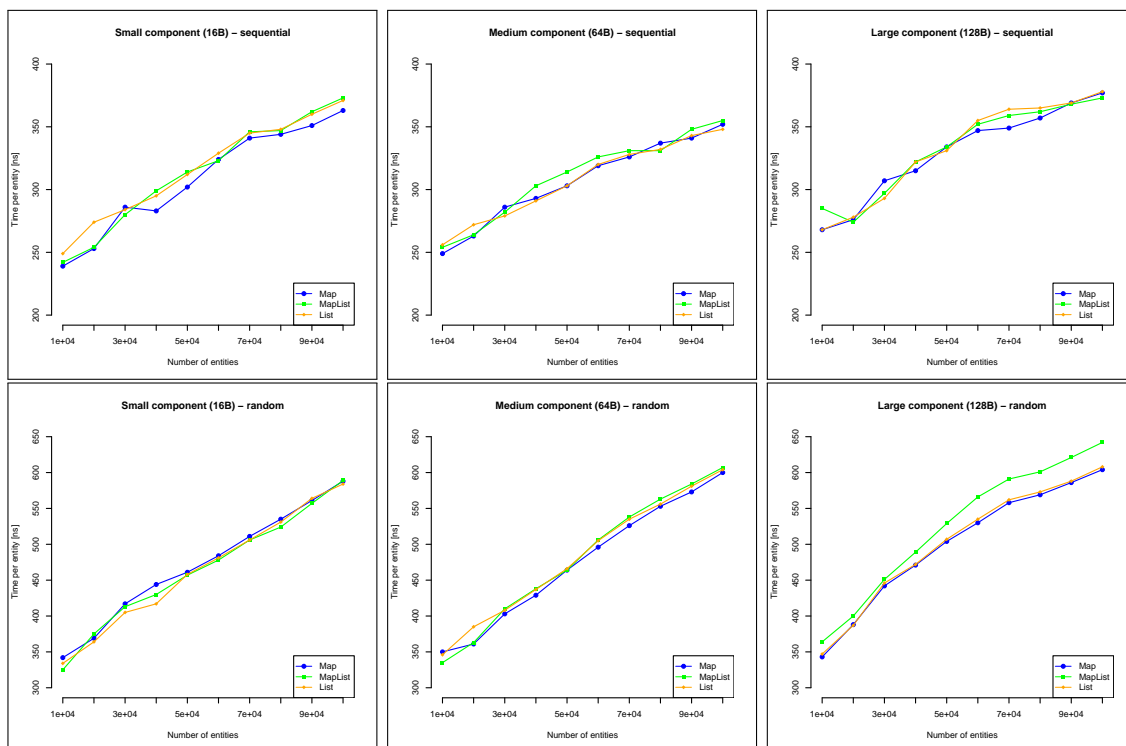 Small component (16B) – sequential
Time per entity [ns]
400
350
300
250
200
Map
MapList
List
1e+04 3e+04 5e+04 7e+04 9e+04
Number of entities
Medium component (64B) – sequential
Time per entity [ns]
400
350
300
250
200
Map
MapList
List
1e+04 3e+04 5e+04 7e+04 9e+04
Number of entities
Large component (128B) – sequential
Time per entity [ns]
400
350
300
250
200
Map
MapList
List
1e+04 3e+04 5e+04 7e+04 9e+04
Number of entities
Small component (16B) – random
Time per entity [ns]
650
600
550
500
450
400
350
300
Map
MapList
List
1e+04 3e+04 5e+04 7e+04 9e+04
Number of entities
Medium component (64B) – random
Time per entity [ns]
650
600
550
500
450
400
350
300
Map
MapList
List
1e+04 3e+04 5e+04 7e+04 9e+04
Number of entities
Large component (128B) – random
Time per entity [ns]
650
600
550
500
450
400
350
300
Map
MapList
List
1e+04 3e+04 5e+04 7e+04 9e+04
Number of entities